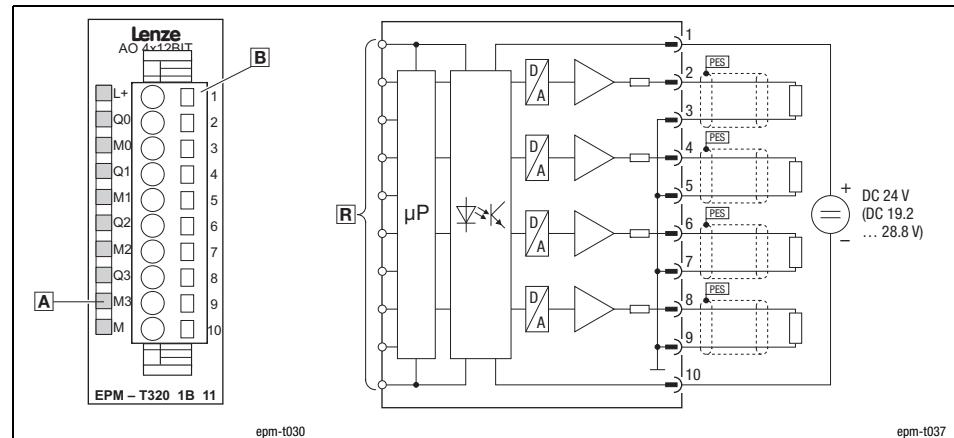 Lenze
AO 4x12BIT
B
L+ 1
Q0 2
M0 3
Q1 4
M1 5
Q2 6
M2 7
Q3 8
A
M3 9
M 10
EPM – T320 1B 11
epm-t030
R
µP
D
A
D
A
D
A
D
A
1
2
PES
3
4
PES
5
6
PES
7
8
PES
9
10
+
DC 24 V
(DC 19.2
... 28.8 V)
–
epm-t037